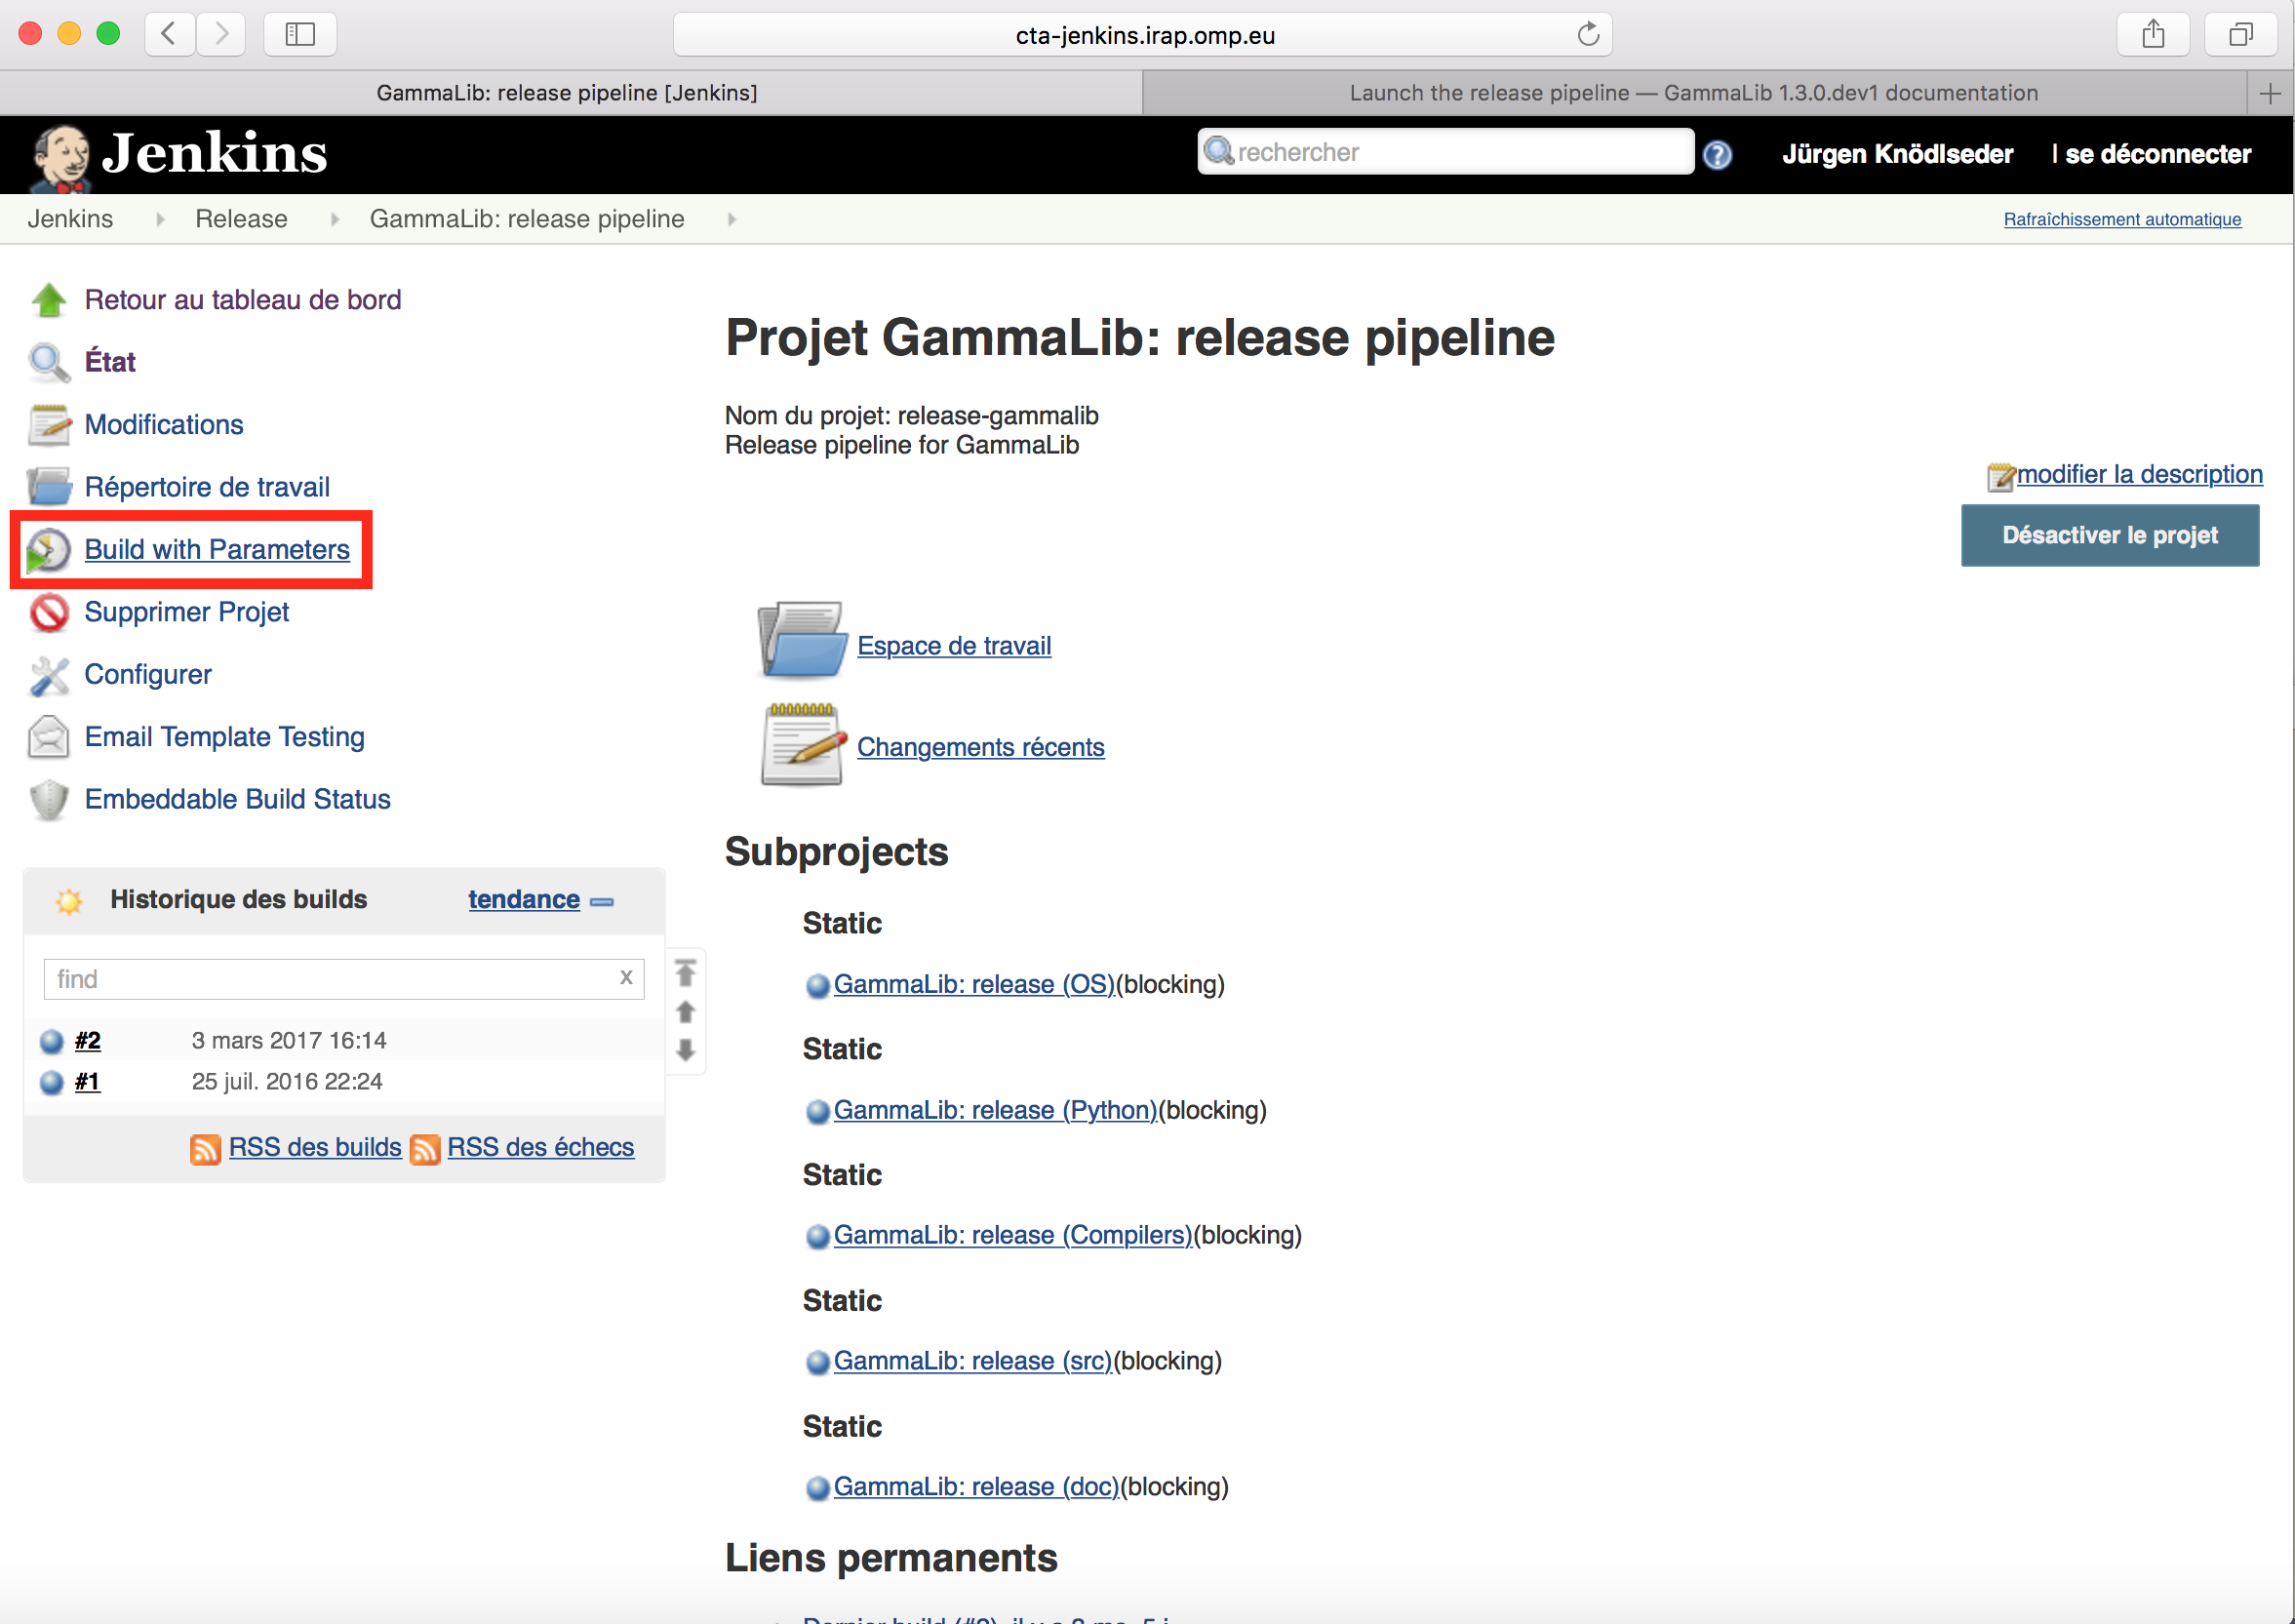 cta-jenkins.irap.omp.eu
GammaLib: release pipeline [Jenkins]
Launch the release pipeline — GammaLib 1.3.0.dev1 documentation
Jenkins
rechercher
Jürgen Knödlseder
| se déconnecter
Jenkins
Release
GammaLib: release pipeline
Rafraîchissement automatique
Retour au tableau de bord
État
Modifications
Répertoire de travail
Build with Parameters
Supprimer Projet
Configurer
Email Template Testing
Embeddable Build Status
Historique des builds
tendance
find
x
#2 3 mars 2017 16:14
#1 25 juil. 2016 22:24
RSS des builds RSS des échecs
Projet GammaLib: release pipeline
Nom du projet: release-gammalib
Release pipeline for GammaLib
modifier la description
Désactiver le projet
Espace de travail
Changements récents
Subprojects
Static
GammaLib: release (OS)(blocking)
Static
GammaLib: release (Python)(blocking)
Static
GammaLib: release (Compilers)(blocking)
Static
GammaLib: release (src)(blocking)
Static
GammaLib: release (doc)(blocking)
Liens permanents
Dernier build (#2), il y a